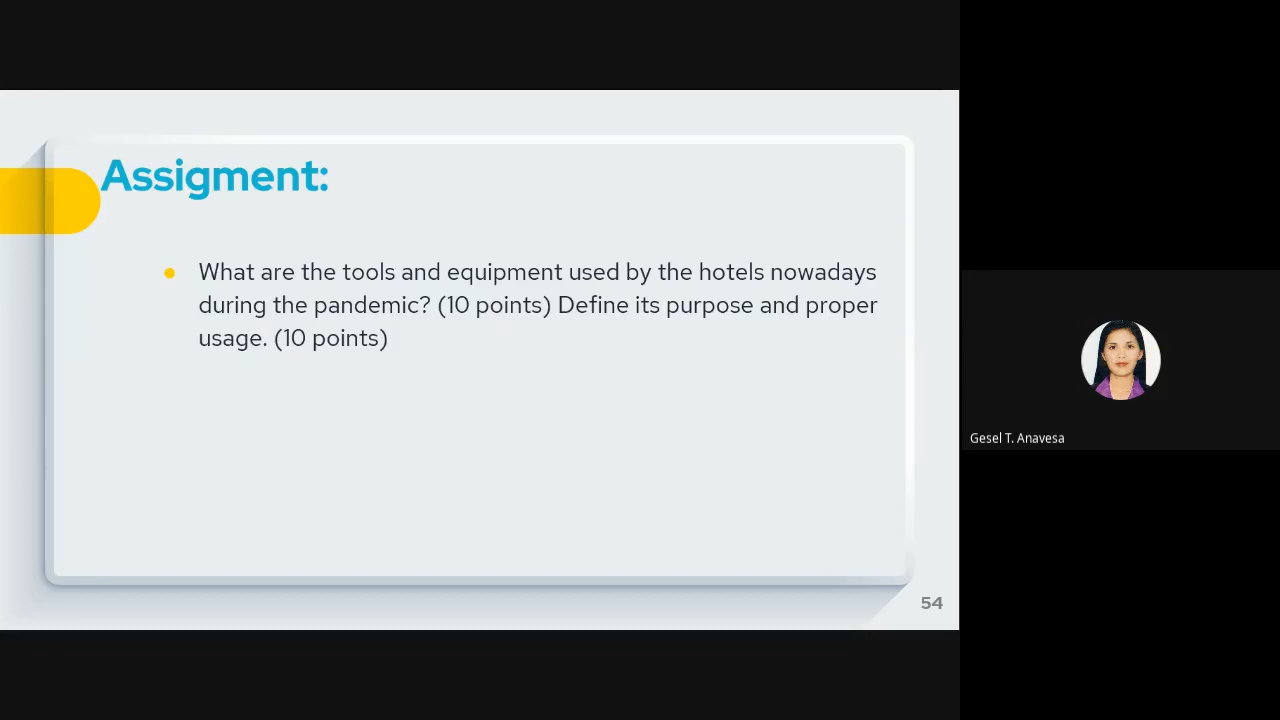 Assigment:
What are the tools and equipment used by the hotels nowadays
during the pandemic? (10 points) Define its purpose and proper
usage. (10 points)
54
Gesel T. Anavesa